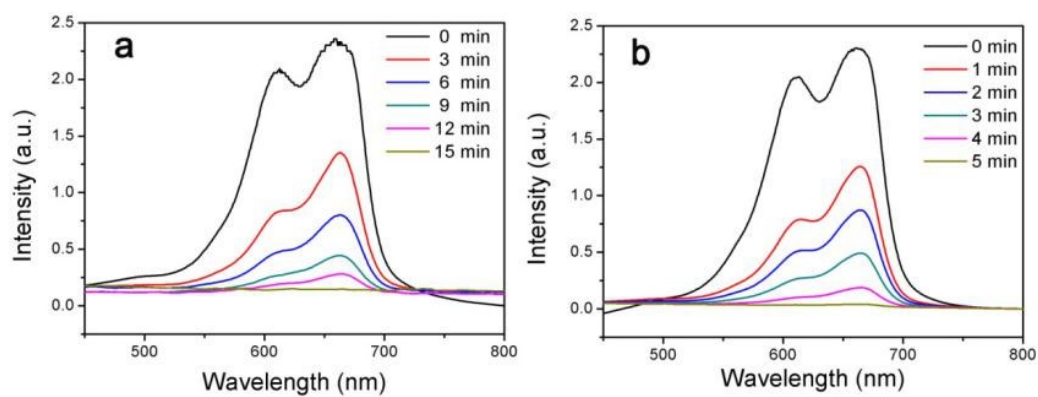 a
0 min
3 min
6 min
9 min
12 min
15 min
2.5
2.0
1.5
1.0
0.5
0.0
Intensity (a.u.)
500 600 700 800
Wavelength (nm)
b
0 min
1 min
2 min
3 min
4 min
5 min
2.5
2.0
1.5
1.0
0.5
0.0
Intensity (a.u.)
500 600 700 800
Wavelength (nm)